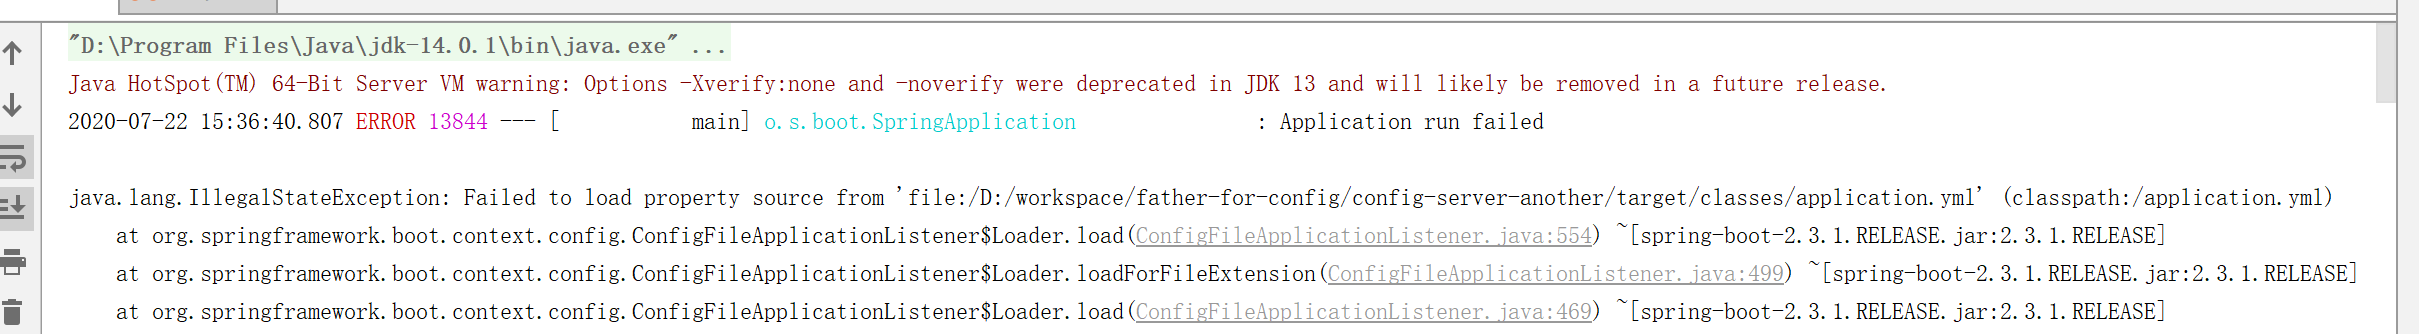 "D:\Program Files\Java\jdk-14.0.1\bin\java.exe" ...
Java HotSpot(TM) 64-Bit Server VM warning: Options -Xverify:none and -noverify were deprecated in JDK 13 and will likely be removed in a future release.
2020-07-22 15:36:40.807 ERROR 13844 --- [           main] o.s.boot.SpringApplication               : Application run failed
java.lang.IllegalStateException: Failed to load property source from 'file:/D:/workspace/father-for-config/config-server-another/target/classes/application.yml' (classpath:/application.yml)
    at org.springframework.boot.context.config.ConfigFileApplicationListener$Loader.load(ConfigFileApplicationListener.java:554) ~[spring-boot-2.3.1.RELEASE.jar:2.3.1.RELEASE]
    at org.springframework.boot.context.config.ConfigFileApplicationListener$Loader.loadForFileExtension(ConfigFileApplicationListener.java:499) ~[spring-boot-2.3.1.RELEASE.jar:2.3.1.RELEASE]
    at org.springframework.boot.context.config.ConfigFileApplicationListener$Loader.load(ConfigFileApplicationListener.java:469) ~[spring-boot-2.3.1.RELEASE.jar:2.3.1.RELEASE]